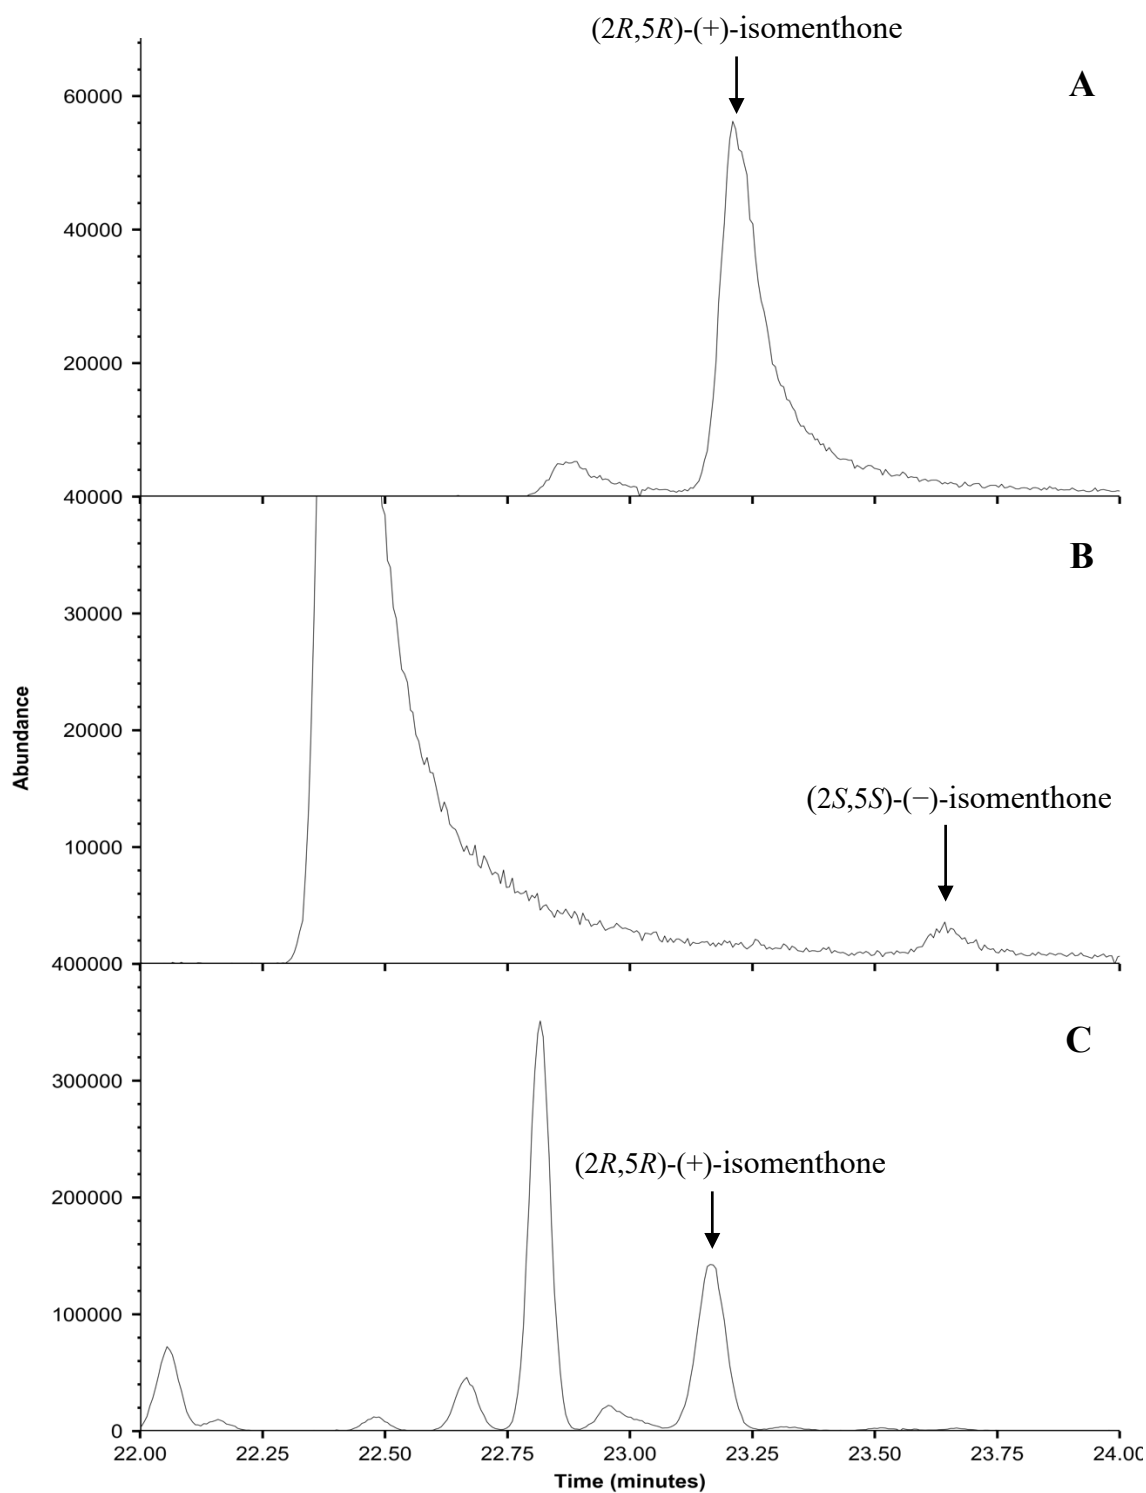 (2R,5R)-(+)-isomenthone
A
60000
40000
20000
40000
B
30000
20000
(2S,5S)-(−)-isomenthone
10000
400000
C
300000
(2R,5R)-(+)-isomenthone
200000
100000
0
22.00 22.25 22.50 22.75 23.00 23.25 23.50 23.75 24.00
Time (minutes)
Abundance